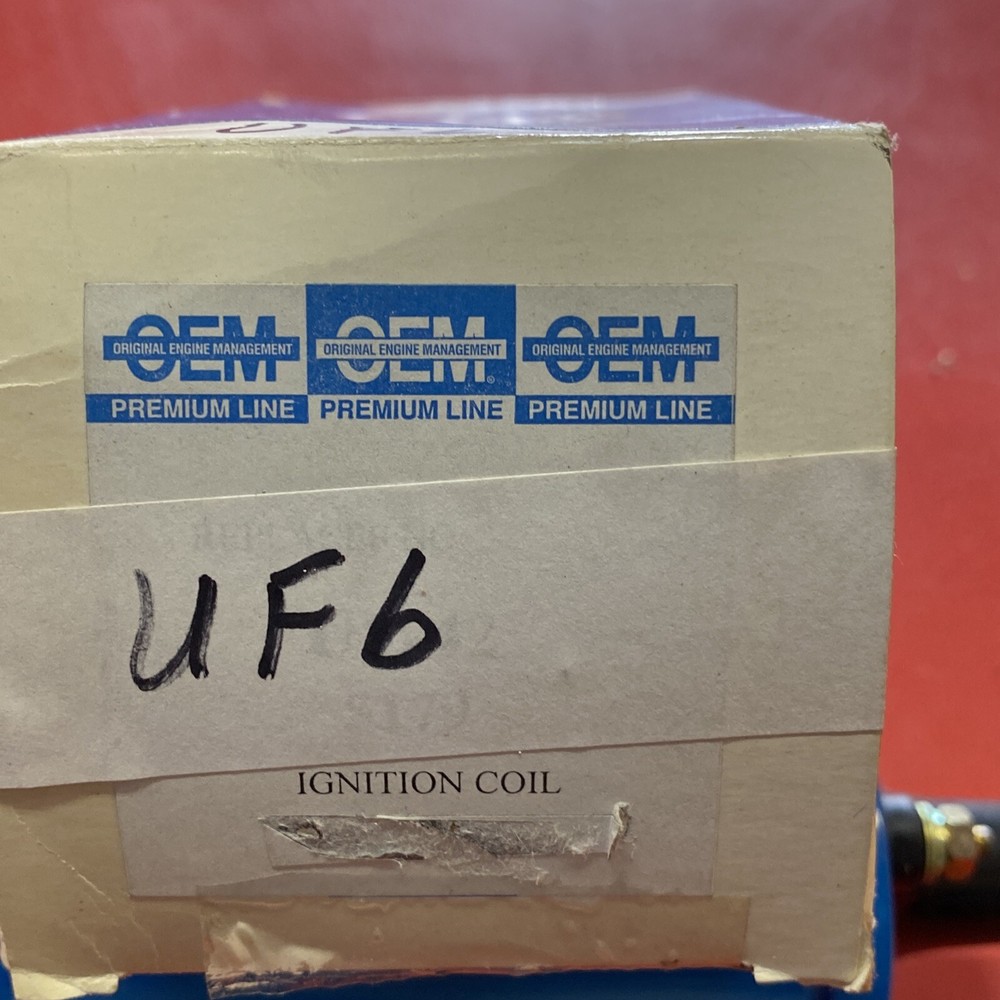 OEM OEM OEM
ORIGINAL ENGINE MANAGEMENT ORIGINAL ENGINE MANAGEMENT ORIGINAL ENGINE MANAGEMENT
PREMIUM LINE PREMIUM LINE PREMIUM LINE
UF6
IGNITION COIL